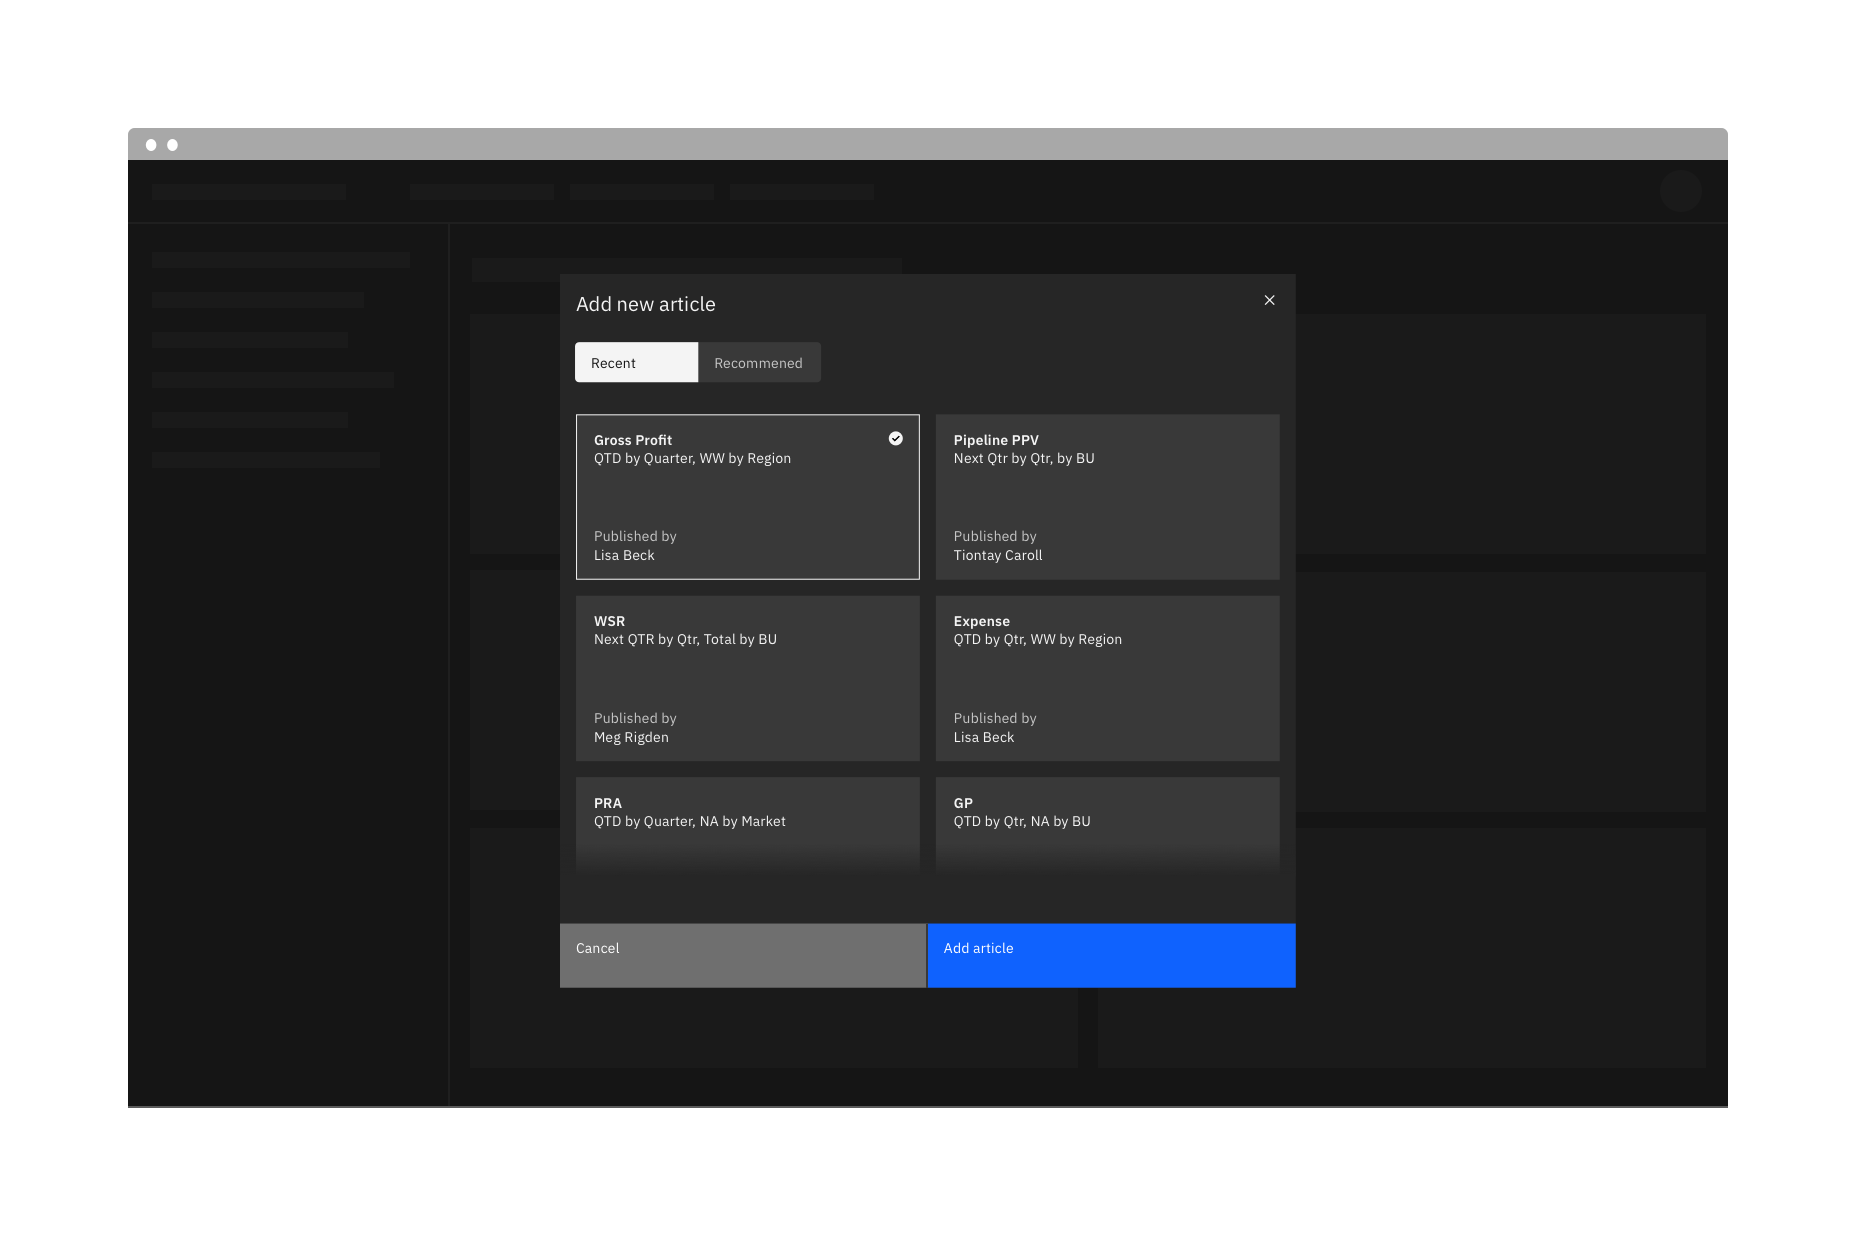 Add new article
Recent
Recommened
Gross Profit
QTD by Quarter, WW by Region
Published by
Lisa Beck
Pipeline PPV
Next Qtr by Qtr, by BU
Published by
Tiontay Caroll
WSR
Next QTR by Qtr, Total by BU
Published by
Meg Rigden
Expense
QTD by Qtr, WW by Region
Published by
Lisa Beck
PRA
QTD by Quarter, NA by Market
GP
QTD by Qtr, NA by BU
Cancel
Add article